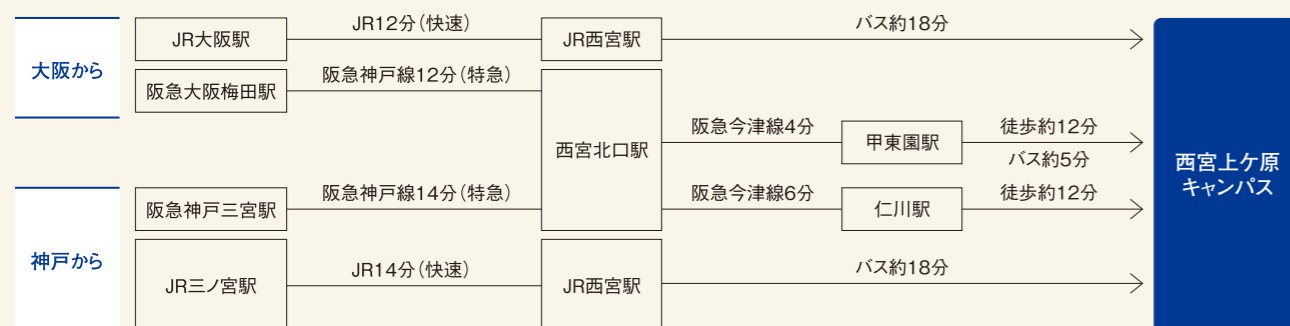 大阪から
JR大阪駅
JR12分（快速）
JR西宮駅
バス約18分
阪急大阪梅田駅
阪急神戸線12分（特急）
西宮北口駅
阪急今津線4分
甲東園駅
徒歩約12分
バス約5分
神戸から
阪急神戸三宮駅
阪急神戸線14分（特急）
阪急今津線6分
仁川駅
徒歩約12分
JR三ノ宮駅
JR14分（快速）
JR西宮駅
バス約18分
西宮上ケ原
キャンパス